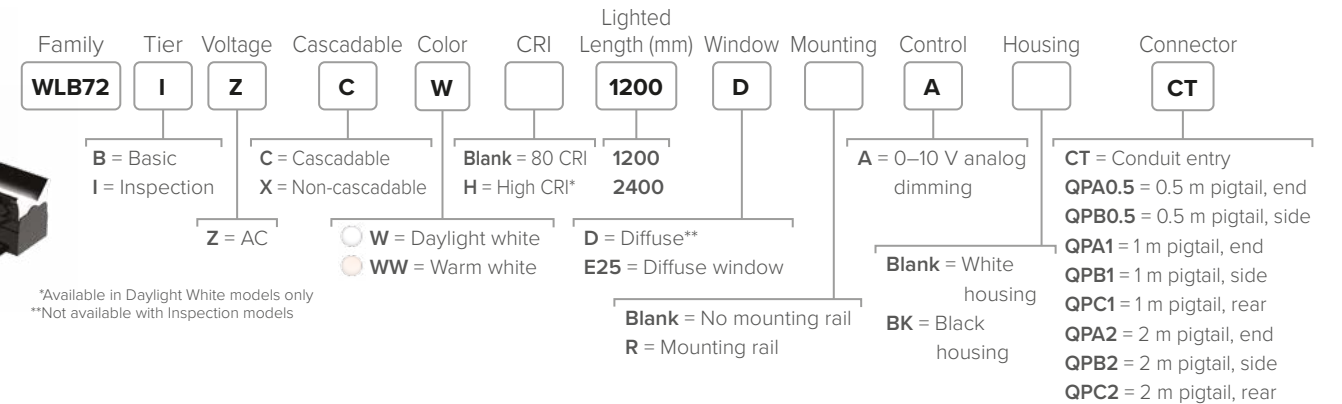 Family Tier Voltage Cascadable Color CRI Lighted Length (mm) Window Mounting Control Housing Connector
WLB72 I Z C W 1200 D A CT
B = Basic
I = Inspection
Z = AC
C = Cascadable
X = Non-cascadable
W = Daylight white
WW = Warm white
Blank = 80 CRI
H = High CRI*
1200
2400
D = Diffuse**
E25 = Diffuse window
Blank = No mounting rail
R = Mounting rail
A = 0–10 V analog
dimming
Blank = White
housing
BK = Black
housing
CT = Conduit entry
QPA0.5 = 0.5 m pigtail, end
QPB0.5 = 0.5 m pigtail, side
QPA1 = 1 m pigtail, end
QPB1 = 1 m pigtail, side
QPC1 = 1 m pigtail, rear
QPA2 = 2 m pigtail, end
QPB2 = 2 m pigtail, side
QPC2 = 2 m pigtail, rear
*Available in Daylight White models only
**Not available with Inspection models